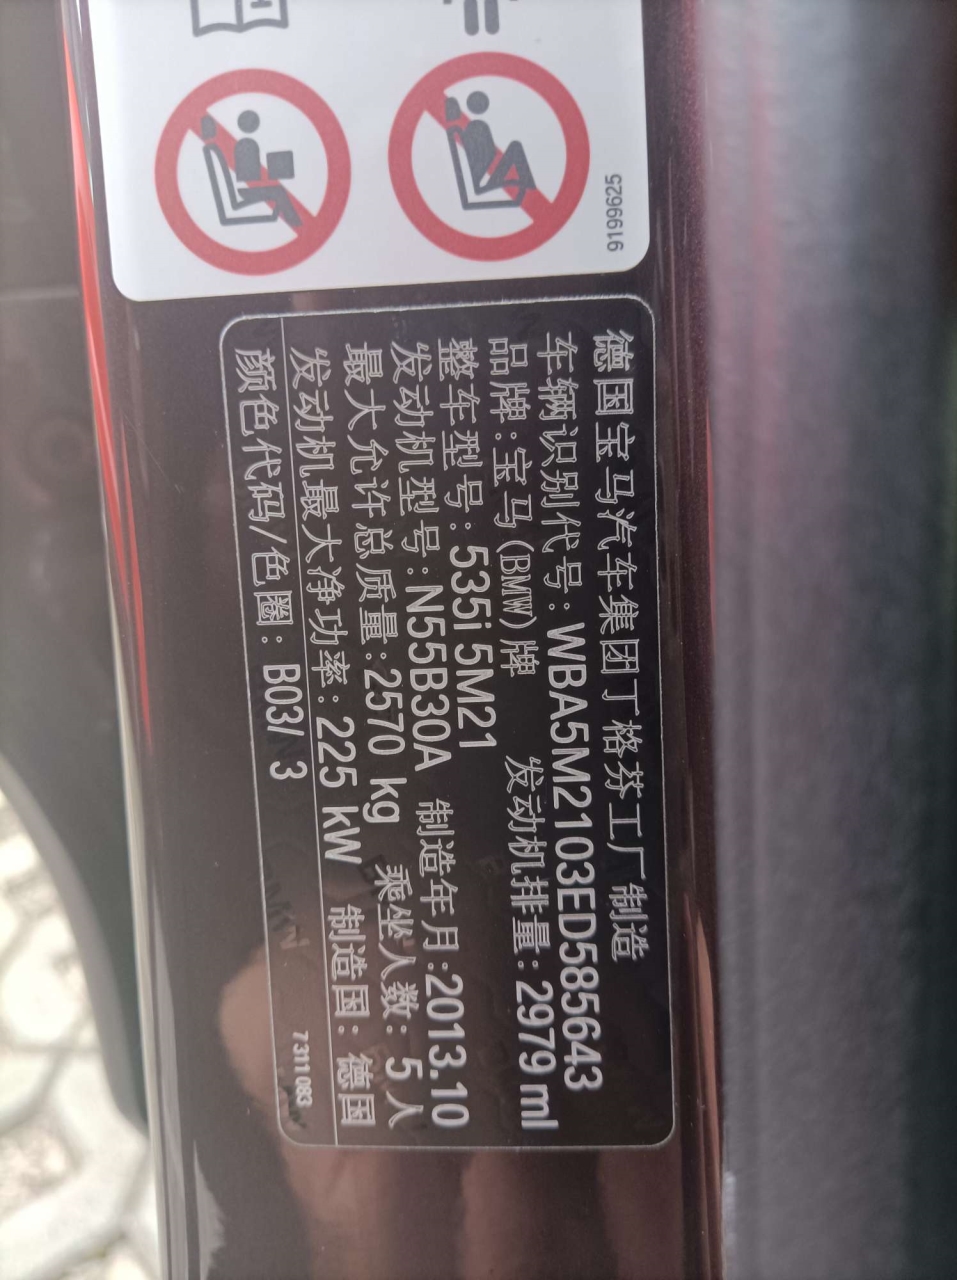 9199625
德国宝马汽车集团丁格芬工厂制造
车辆识别代号:WBA5M2103ED585643
品牌:宝马(BMW)牌 发动机排量:2979 ml
整车型号:535i 5M21
发动机型号:N55B30A 制造年月:2013.10
最大允许总质量:2570 kg 乘坐人数:5人
发动机最大净功率:225 kW 制造国:德国
颜色代码/色圈:B03/ 3
7311083